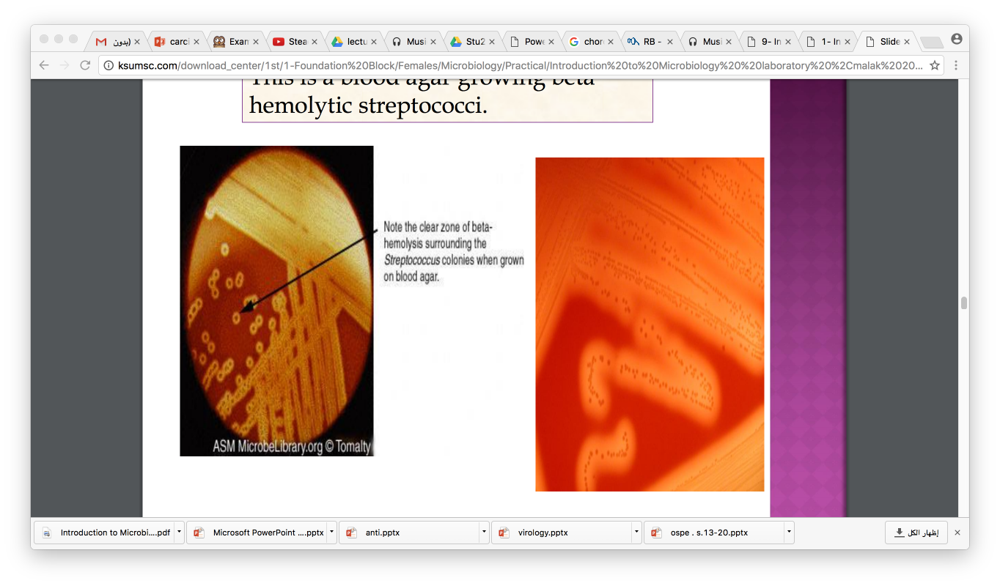 (بدون
carci
Exan
Stea
lectu
Musi
Stu2
Powe
chor
RB -
Musi
9- In
1- In
Slide
ksumsc.com/download_center/1st/1-Foundation%20Block/Females/Microbiology/Practical/Introduction%20to%20Microbiology%20%20laboratory%20%2Cmalak%2020...
This is a blood agar growing beta
hemolytic streptococci.
Note the clear zone of beta-
hemolysis surrounding the
Streptococcus colonies when grown
on blood agar.
ASM MicrobeLibrary.org © Tomalty
Introduction to Microbi....pdf
Microsoft PowerPoint ....pptx
anti.pptx
virology.pptx
ospe . s.13-20.pptx
إظهار الكل